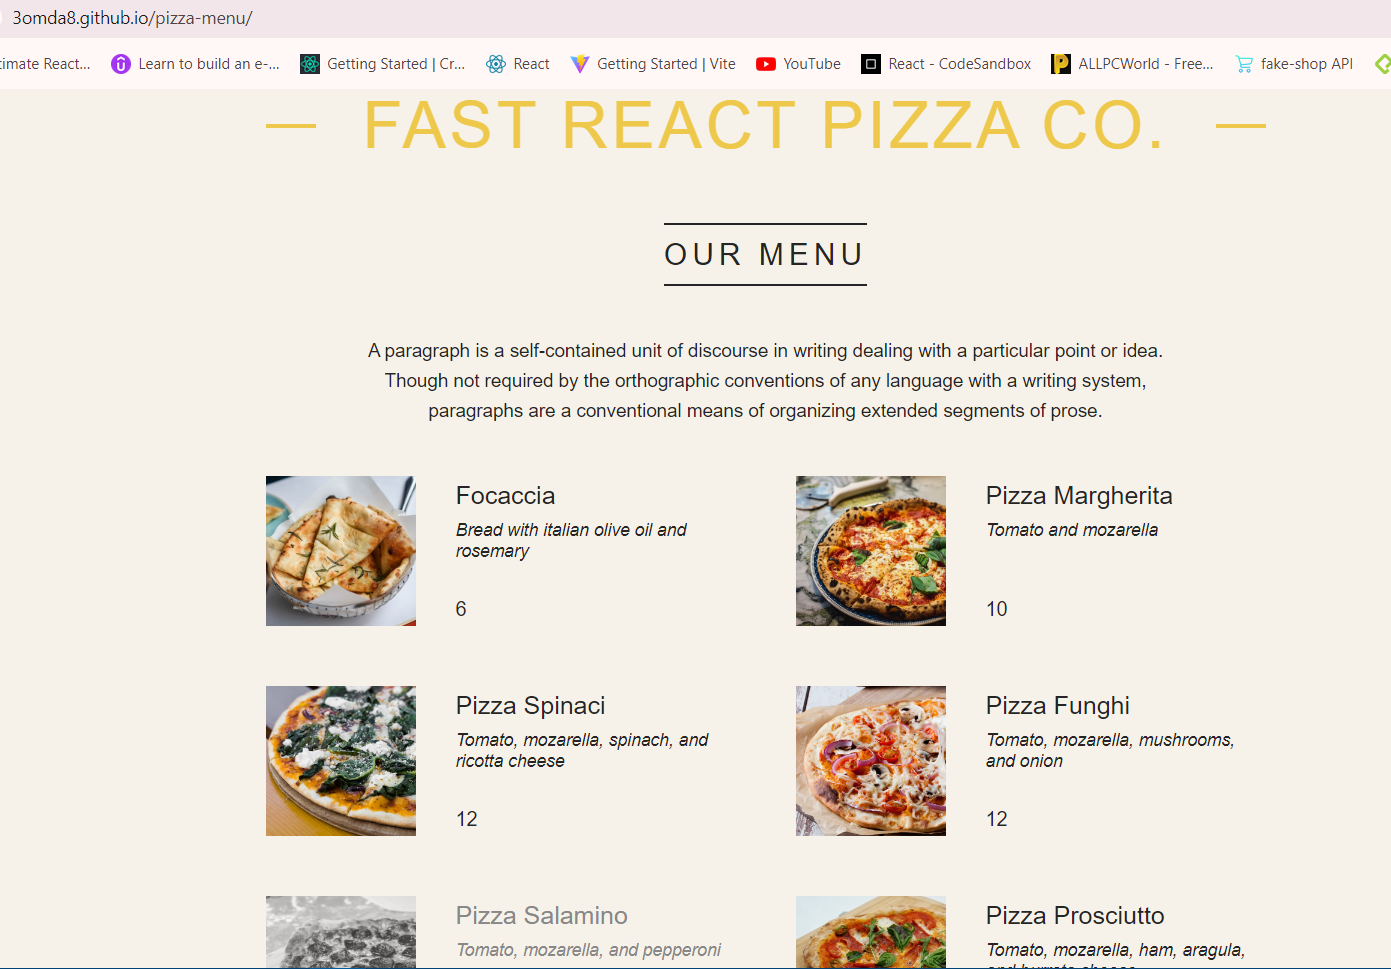 3omda8.github.io/pizza-menu/
timate React...
Learn to build an e-...
Getting Started | Cr...
React
Getting Started | Vite
YouTube
React - CodeSandbox
ALLPCWorld - Free...
fake-shop API
FAST REACT PIZZA CO.
OUR MENU
A paragraph is a self-contained unit of discourse in writing dealing with a particular point or idea.
Though not required by the orthographic conventions of any language with a writing system,
paragraphs are a conventional means of organizing extended segments of prose.
Focaccia
Bread with italian olive oil and
rosemary
6
Pizza Margherita
Tomato and mozarella
10
Pizza Spinaci
Tomato, mozarella, spinach, and
ricotta cheese
12
Pizza Funghi
Tomato, mozarella, mushrooms,
and onion
12
Pizza Salamino
Tomato, mozarella, and pepperoni
Pizza Prosciutto
Tomato, mozarella, ham, aragula,
and burrata cheese